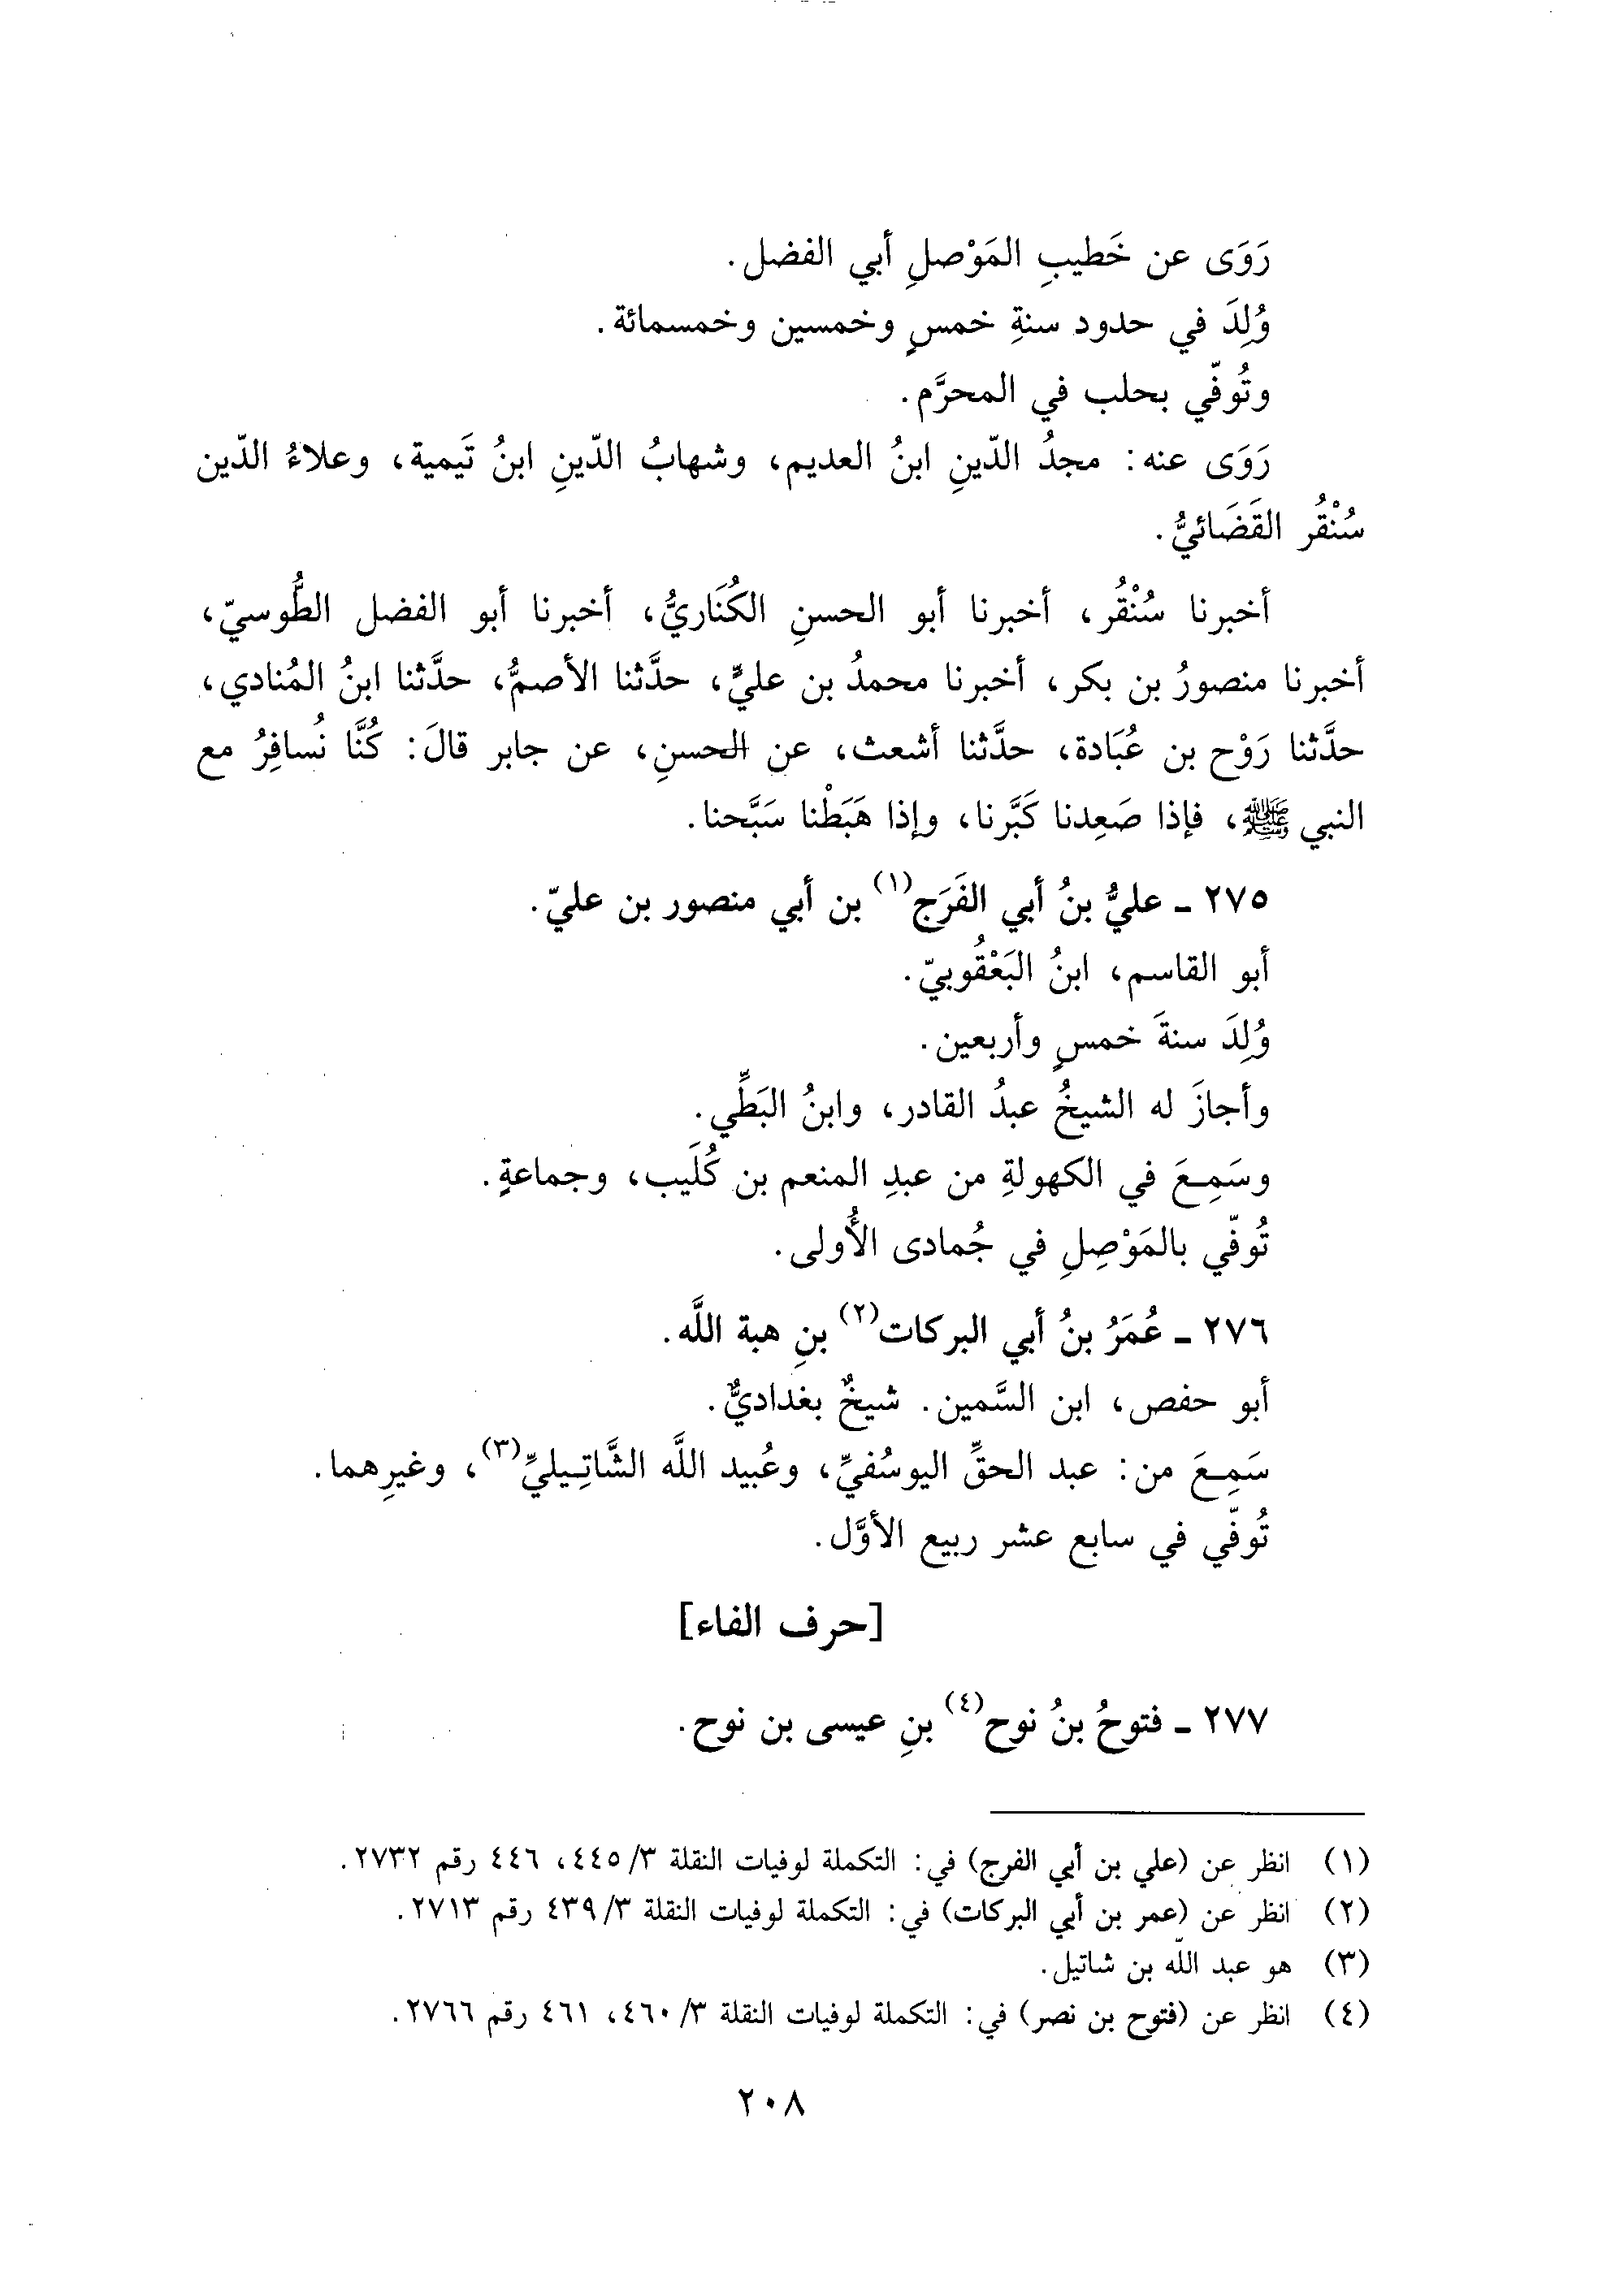 رَوَى عن خَطيبِ المَوْصلِ أبي الفضل.
وُلِدَ في حدود سنةِ خمسٍ وخمسين وخمسمائة.
وتُوفّي بحلب في المحرَّم.
رَوَى عنه: مجدُ الدّينِ ابنُ العديم، وشهابُ الدّينِ ابنُ تَيمية، وعلاءُ الدّين
سُنْقُر القَضَائيُّ.
أخبرنا سُنْقُر، أخبرنا أبو الحسنِ الكُنَاريُّ، أخبرنا أبو الفضل الطُّوسيّ،
أخبرنا منصورُ بن بكر، أخبرنا محمدُ بن عليٍّ، حدَّثنا الأصمُّ، حدَّثنا ابنُ المُنادي،
حدَّثنا رَوْح بن عُبَادة، حدَّثنا أشعث، عن الحسنِ، عن جابر قالَ: كُنَّا نُسافِرُ مع
النبي ﷺ، فإذا صَعِدنا كَبَّرنا، وإذا هَبَطْنا سَبَّحنا.
٢٧٥ ـ عليُّ بنُ أبي الفَرَج(١) بن أبي منصور بن عليّ.
أبو القاسم، ابنُ البَعْقُوبيّ.
وُلِدَ سنةَ خمسٍ وأربعين.
وأجازَ له الشيخُ عبدُ القادر، وابنُ البَطِّي.
وسَمِعَ في الكهولةِ من عبدِ المنعم بن كُلَيب، وجماعةٍ.
تُوفّي بالمَوْصِلِ في جُمادى الأُولى.
٢٧٦ ـ عُمَرُ بنُ أبي البركات(٢) بنِ هبة اللَّه.
أبو حفص، ابن السَّمين. شيخٌ بغداديٌّ.
سَمِعَ من: عبد الحقِّ اليوسُفيِّ، وعُبيد اللَّه الشَّاتِيليِّ(٣)، وغيرِهما.
تُوفّي في سابع عشر ربيع الأوَّل.
[حرف الفاء]
٢٧٧ ـ فتوحُ بنُ نوح(٤) بنِ عيسى بن نوح.
(١) انظر عن (علي بن أبي الفرج) في: التكملة لوفيات النقلة ٣/ ٤٤٥، ٤٤٦ رقم ٢٧٣٢.
(٢) انظر عن (عمر بن أبي البركات) في: التكملة لوفيات النقلة ٣/ ٤٣٩ رقم ٢٧١٣.
(٣) هو عبد اللّه بن شاتيل.
(٤) انظر عن (فتوح بن نصر) في: التكملة لوفيات النقلة ٣/ ٤٦٠، ٤٦١ رقم ٢٧٦٦.
٢٠٨